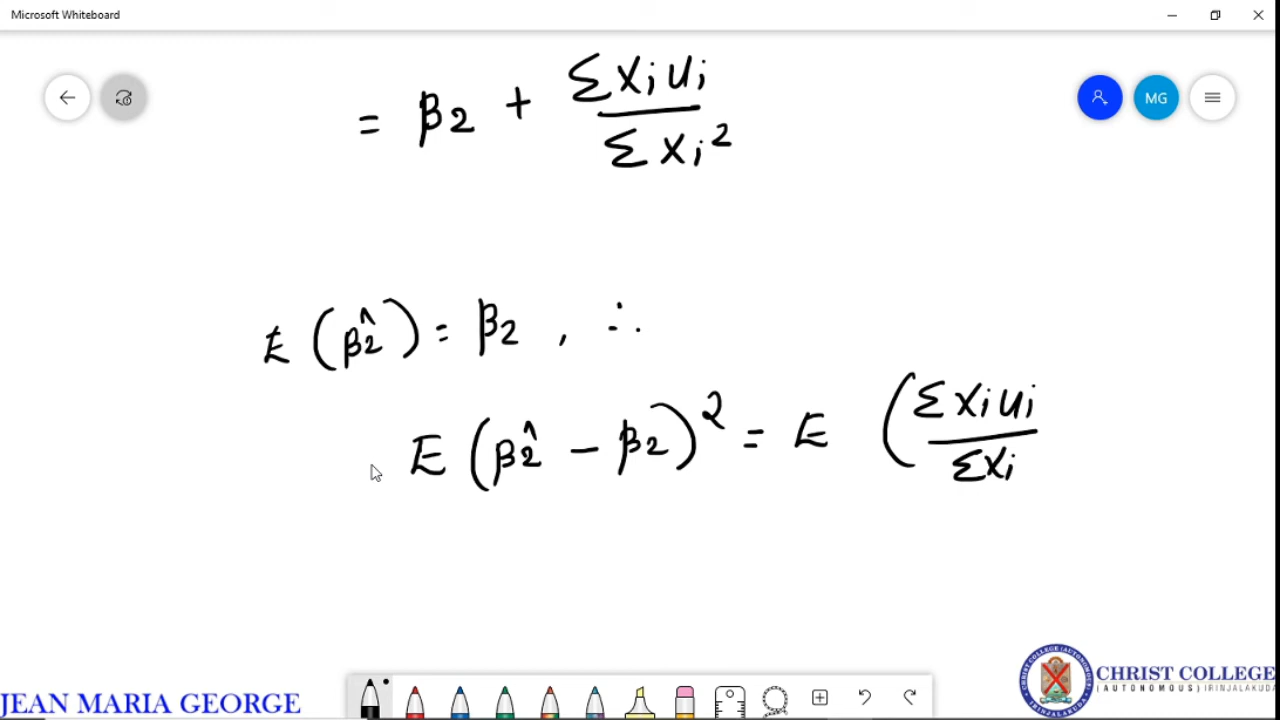 Microsoft Whiteboard
= β2 + Σxiui / Σxi²
MG
E(β̂2) = β2 , ∴
E(β̂2 − β2)² = E (Σxiui / Σxi
JEAN MARIA GEORGE
CHRIST COLLEGE
(AUTONOMOUS) IRINJALAKUDA